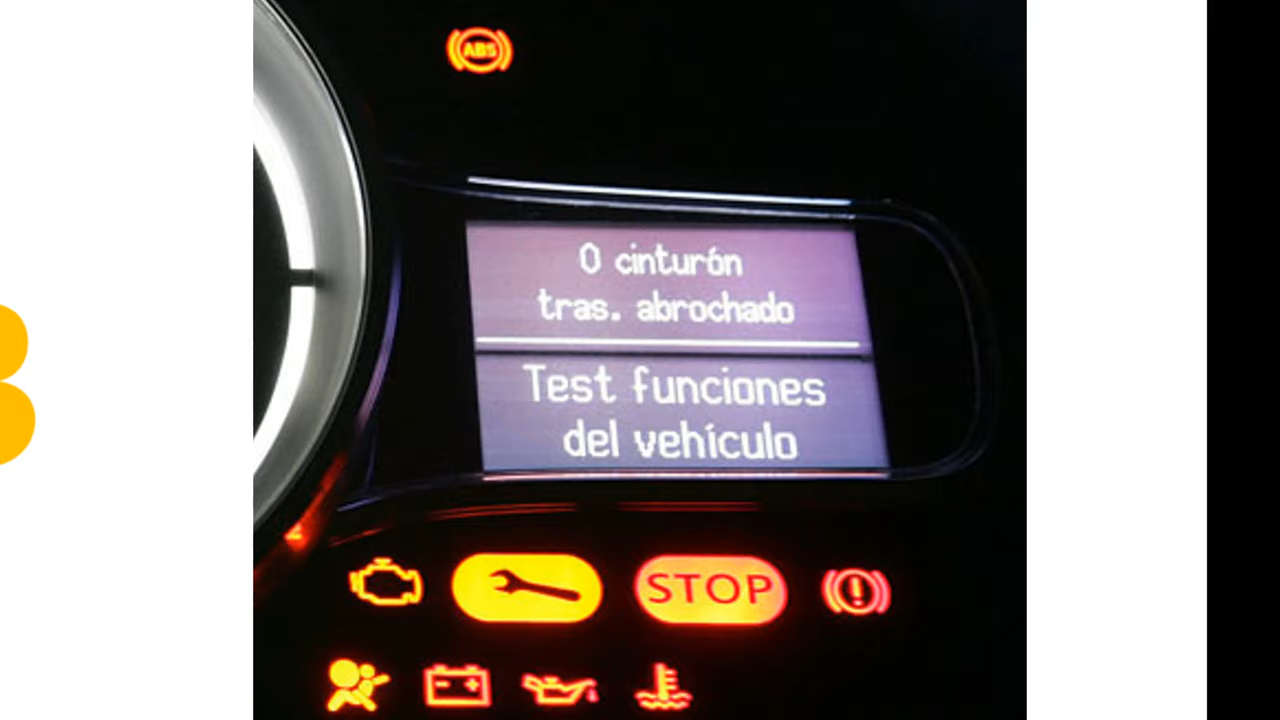 ABS
0 cinturón
tras. abrochado
Test funciones
del vehículo
STOP